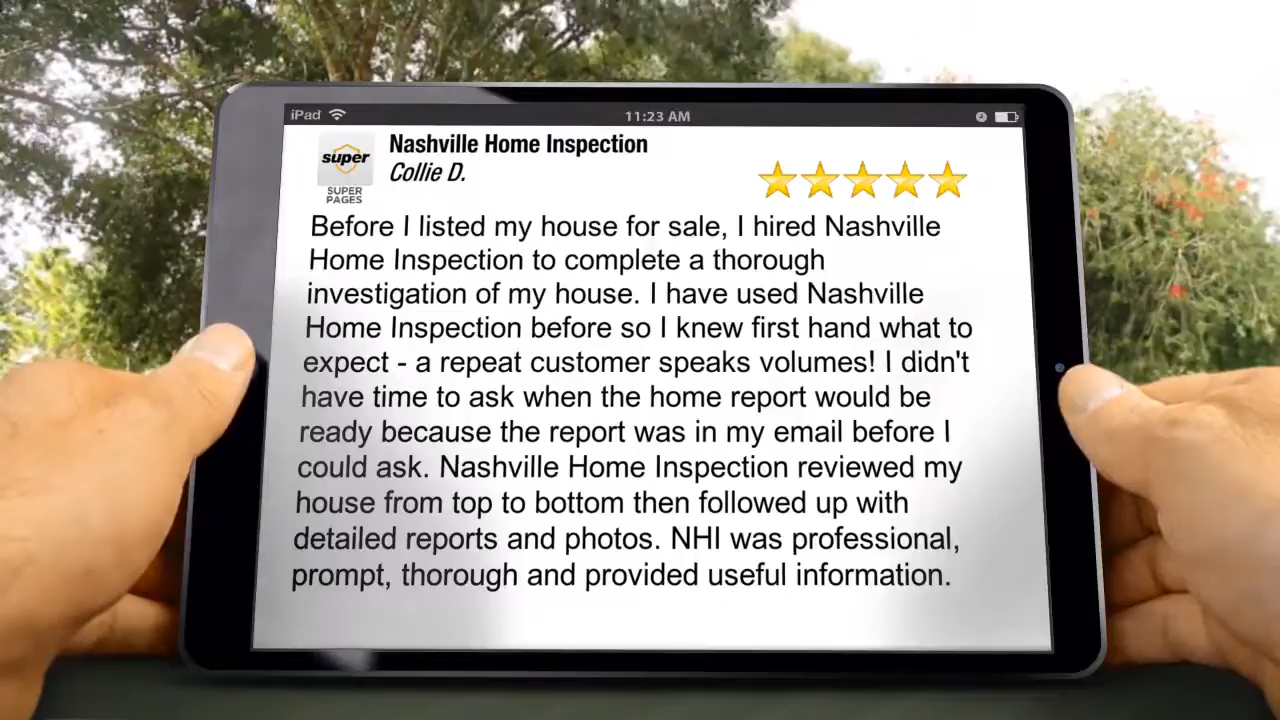 iPad 11:23 AM
Nashville Home Inspection
super
Collie D.
SUPER
PAGES
Before I listed my house for sale, I hired Nashville
Home Inspection to complete a thorough
investigation of my house. I have used Nashville
Home Inspection before so I knew first hand what to
expect - a repeat customer speaks volumes! I didn't
have time to ask when the home report would be
ready because the report was in my email before I
could ask. Nashville Home Inspection reviewed my
house from top to bottom then followed up with
detailed reports and photos. NHI was professional,
prompt, thorough and provided useful information.